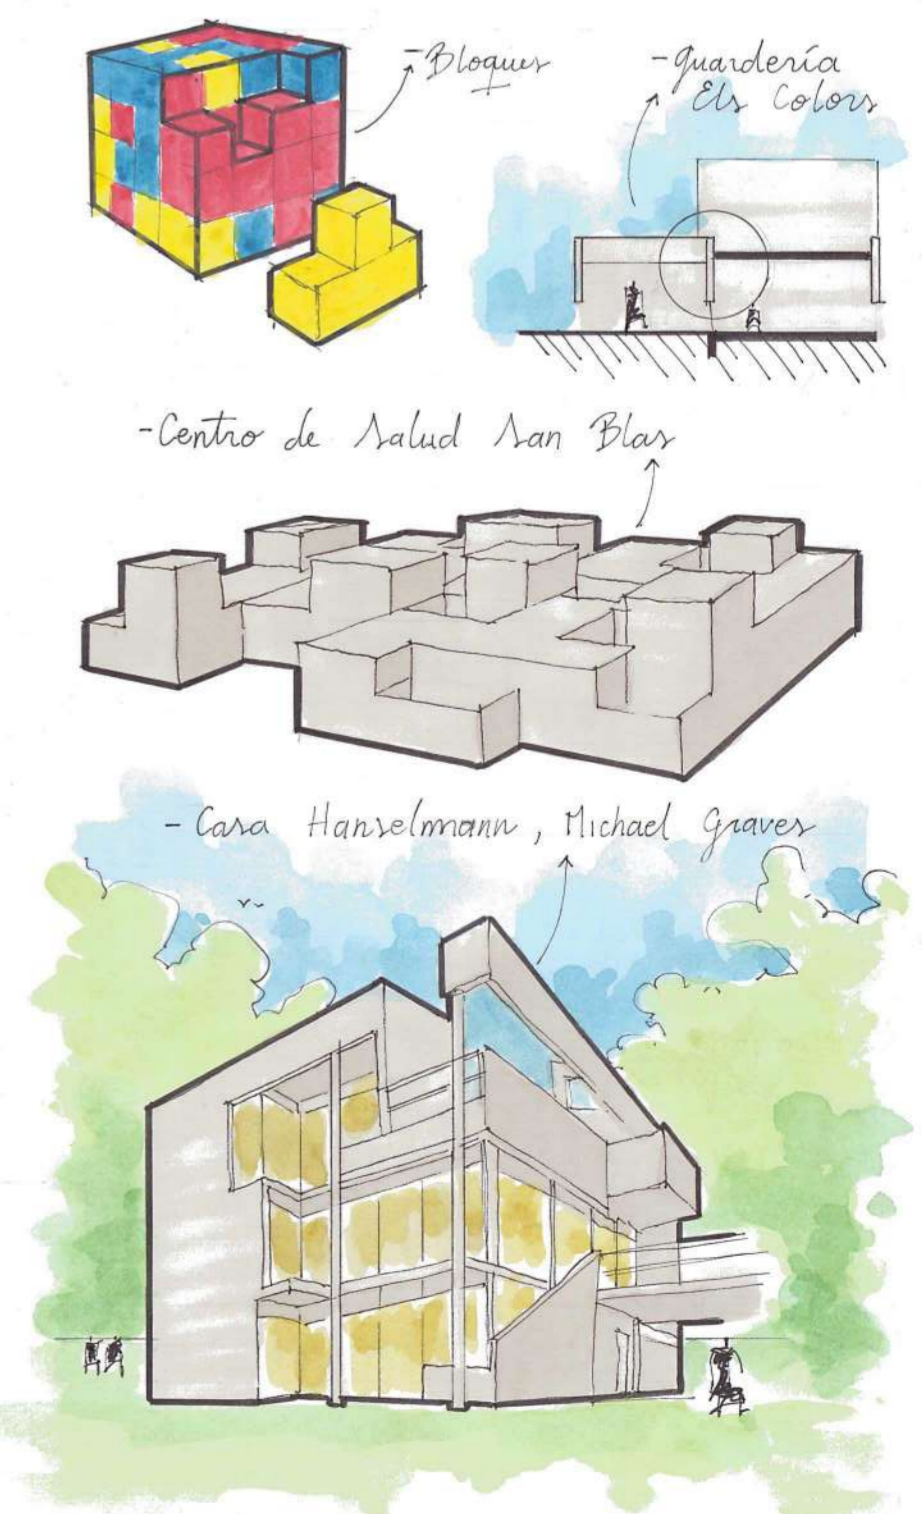 - Bloques
- Guardería
Els Colors
- Centro de Salud San Blas
- Casa Hanselmann, Michael Graves